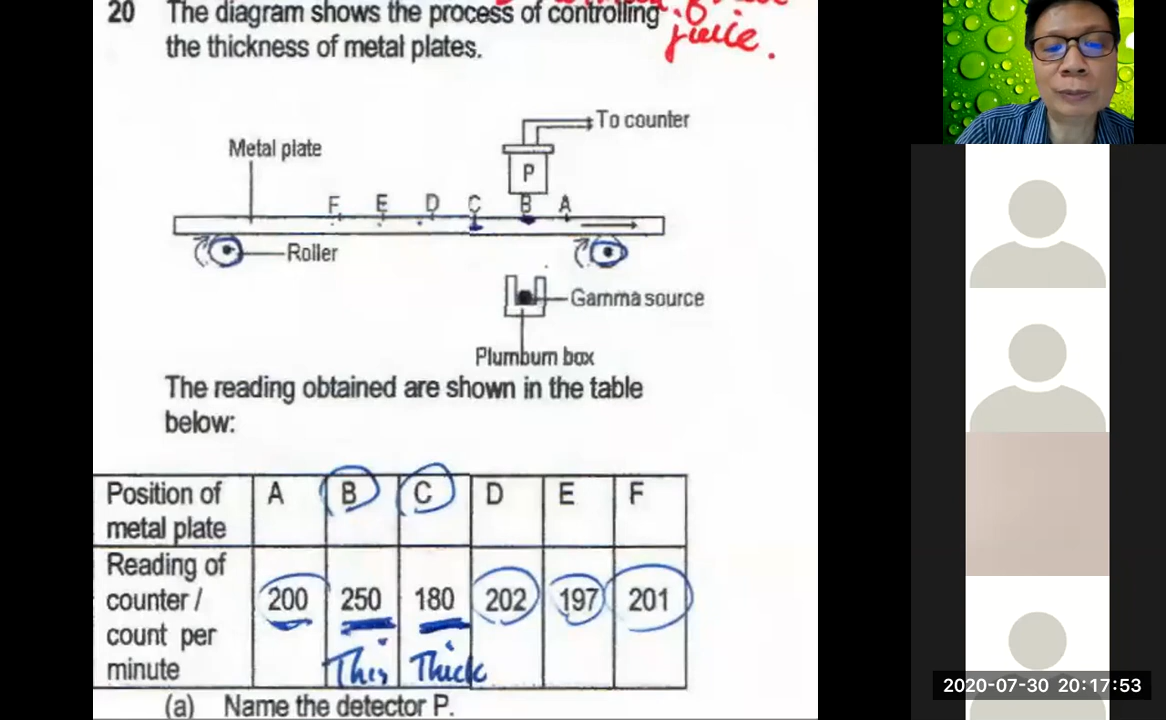 20 The diagram shows the process of controlling
the thickness of metal plates.
juice.
To counter
Metal plate
P
F E D C B A
Roller
Gamma source
Plumbum box
The reading obtained are shown in the table
below:
Position of metal plate A B C D E F
Reading of counter / count per minute 200 250 180 202 197 201
Thin Thick
(a) Name the detector P.
2020-07-30 20:17:53